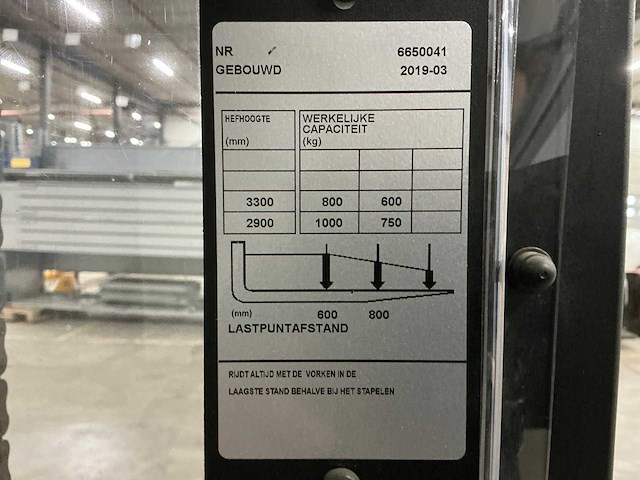 NR 6650041
GEBOUWD 2019-03
HEFHOOGTE WERKELIJKE
CAPACITEIT
(mm) (kg)
3300 800 600
2900 1000 750
(mm) 600 800
LASTPUNTAFSTAND
RIJDT ALTIJD MET DE VORKEN IN DE
LAAGSTE STAND BEHALVE BIJ HET STAPELEN